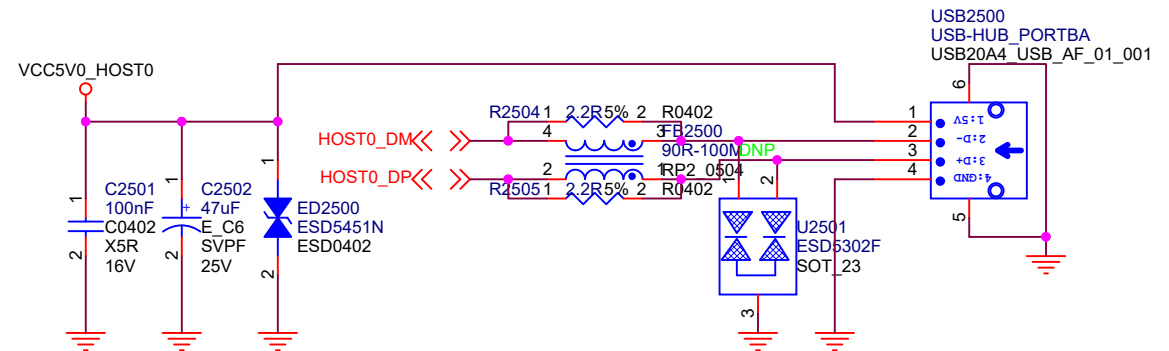 USB2500
USB-HUB_PORTBA
USB20A4_USB_AF_01_001
VCC5V0_HOST0
6
1
1:5V
2
2:D-
3
3:D+
4
4:GND
5
R2504
1
2.2R
5%
2
R0402
HOST0_DM
4
3
FB2500
90R-100M
DNP
HOST0_DP
2
1
RP2_0504
R2505
1
2.2R
5%
2
R0402
1
C2501
100nF
C0402
X5R
16V
2
1
+
C2502
47uF
E_C6
SVPF
25V
2
1
ED2500
ESD5451N
ESD0402
2
1
2
U2501
ESD5302F
SOT_23
3